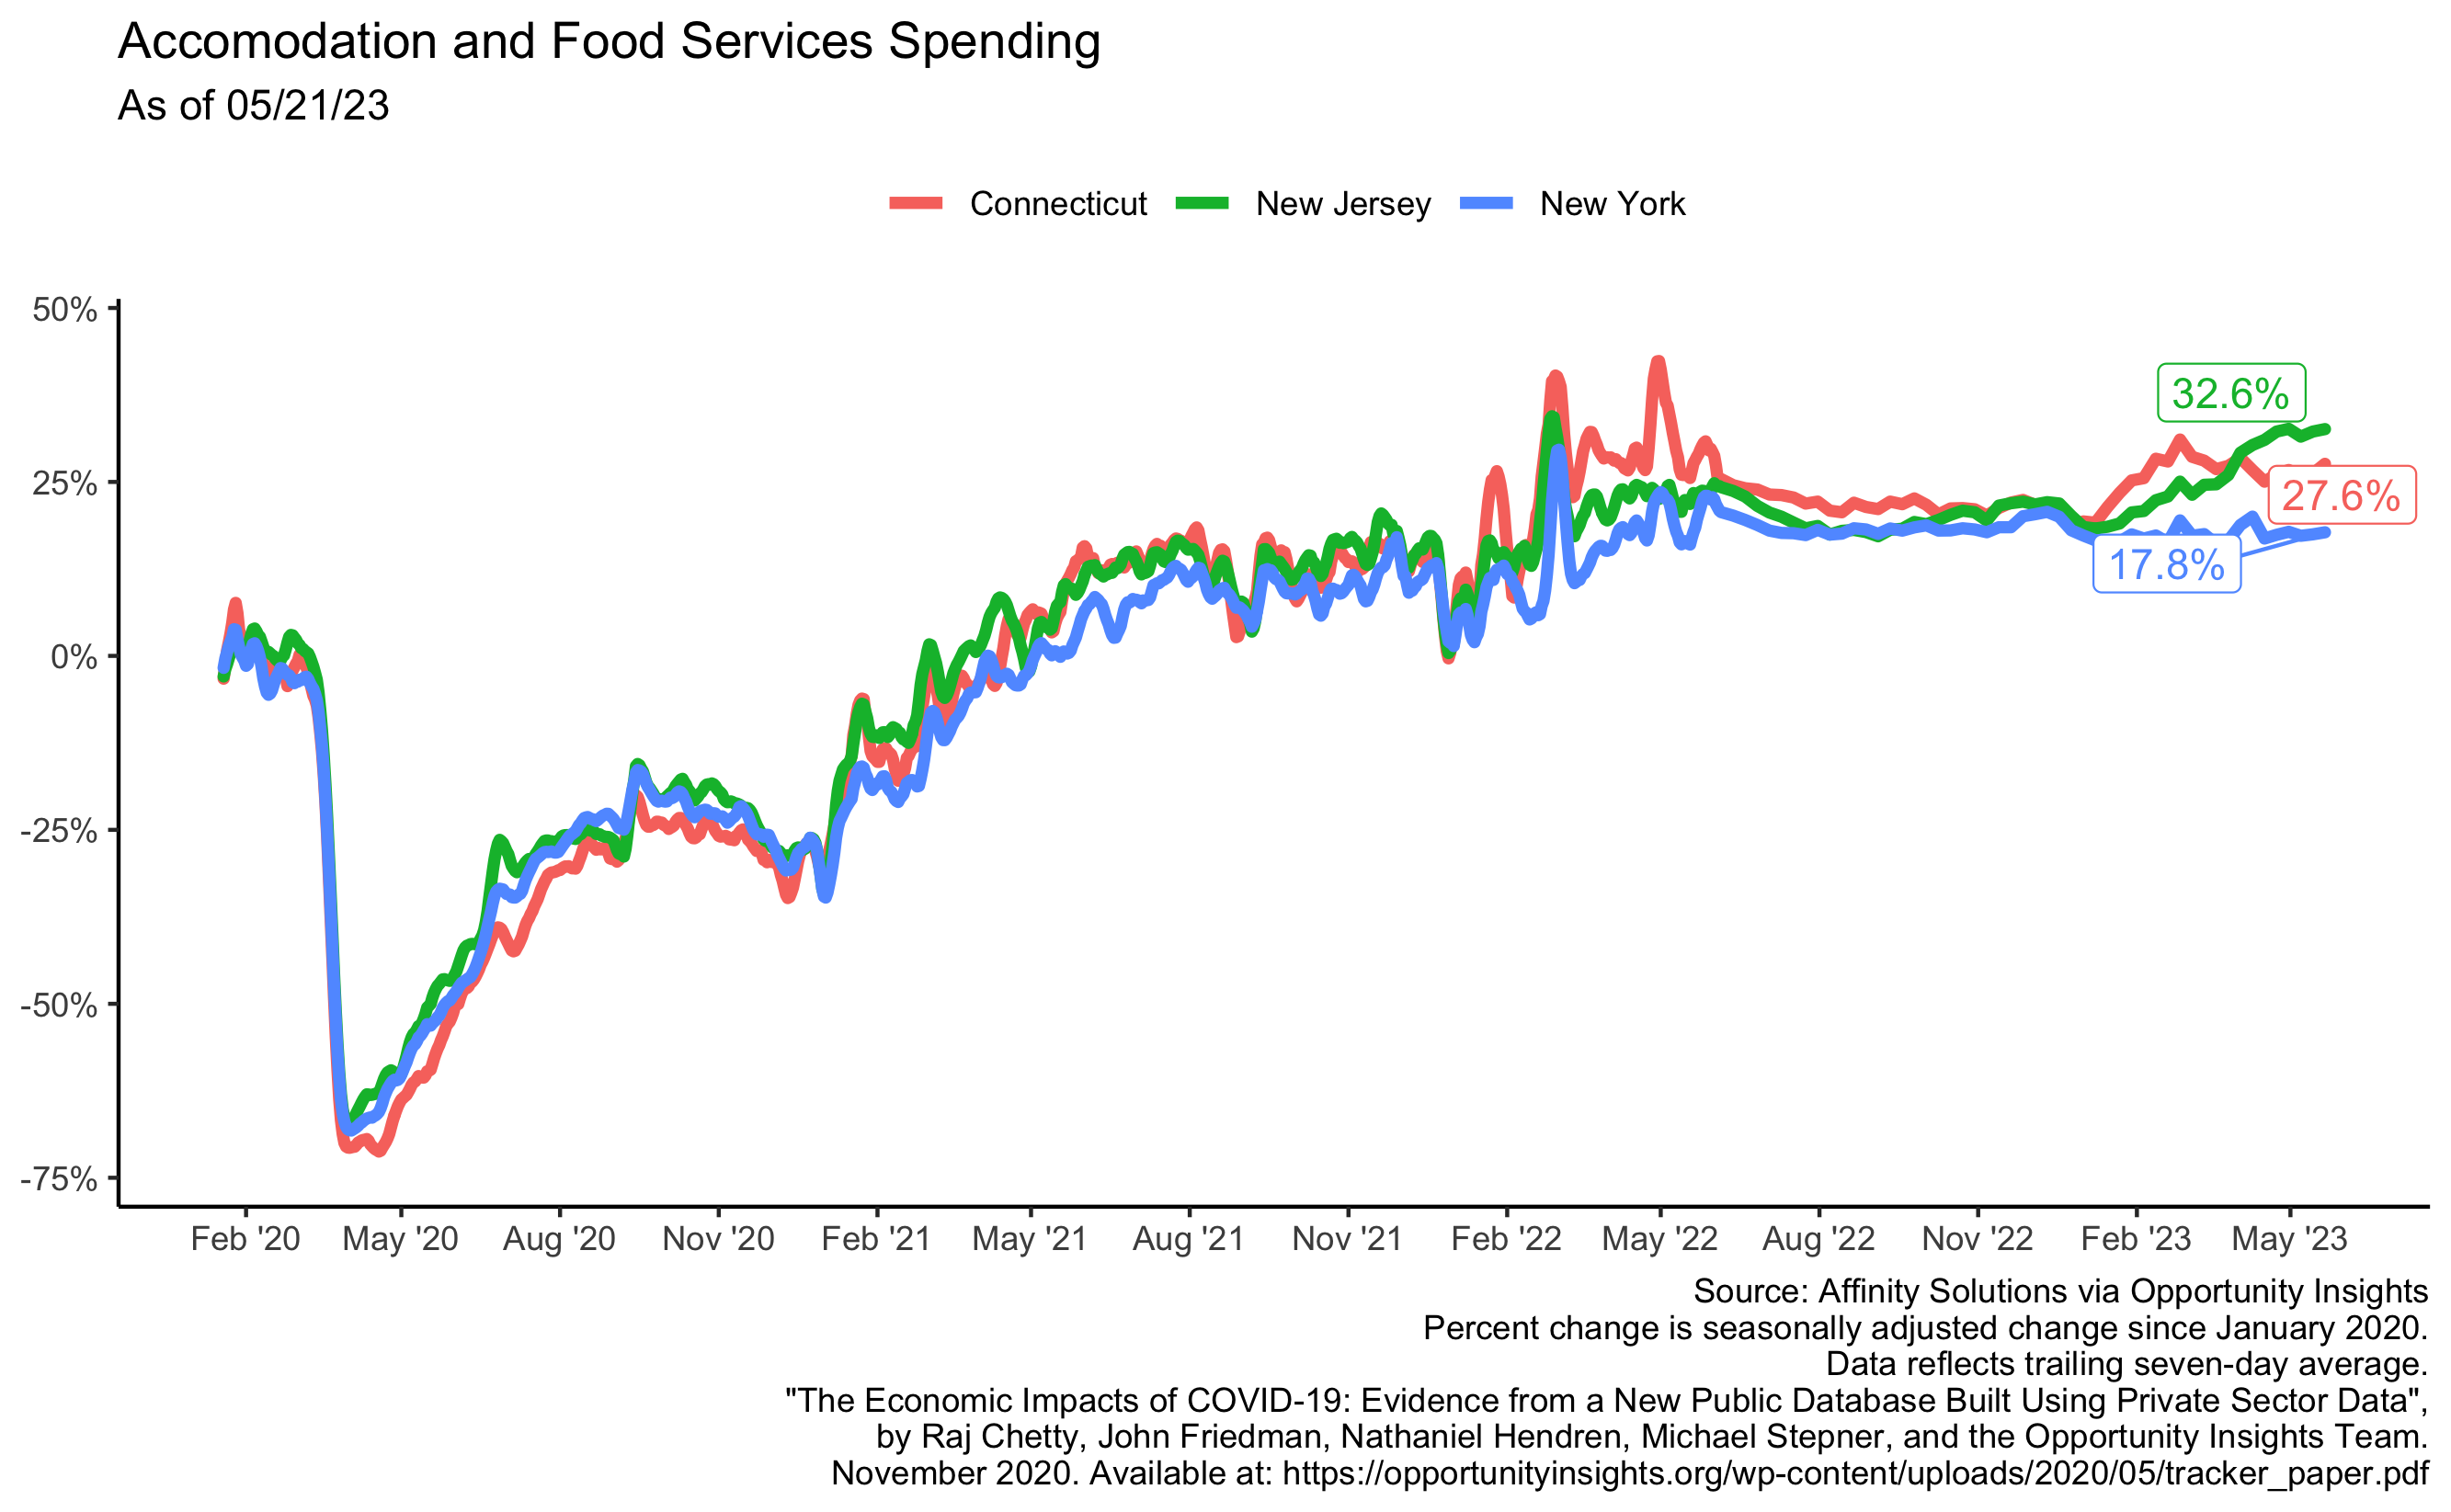 Accomodation and Food Services Spending
As of 05/21/23
Connecticut New Jersey New York
50%
25%
0%
-25%
-50%
-75%
32.6%
27.6%
17.8%
Feb '20 May '20 Aug '20 Nov '20 Feb '21 May '21 Aug '21 Nov '21 Feb '22 May '22 Aug '22 Nov '22 Feb '23 May '23
Source: Affinity Solutions via Opportunity Insights
Percent change is seasonally adjusted change since January 2020.
Data reflects trailing seven-day average.
"The Economic Impacts of COVID-19: Evidence from a New Public Database Built Using Private Sector Data",
by Raj Chetty, John Friedman, Nathaniel Hendren, Michael Stepner, and the Opportunity Insights Team.
November 2020. Available at: https://opportunityinsights.org/wp-content/uploads/2020/05/tracker_paper.pdf